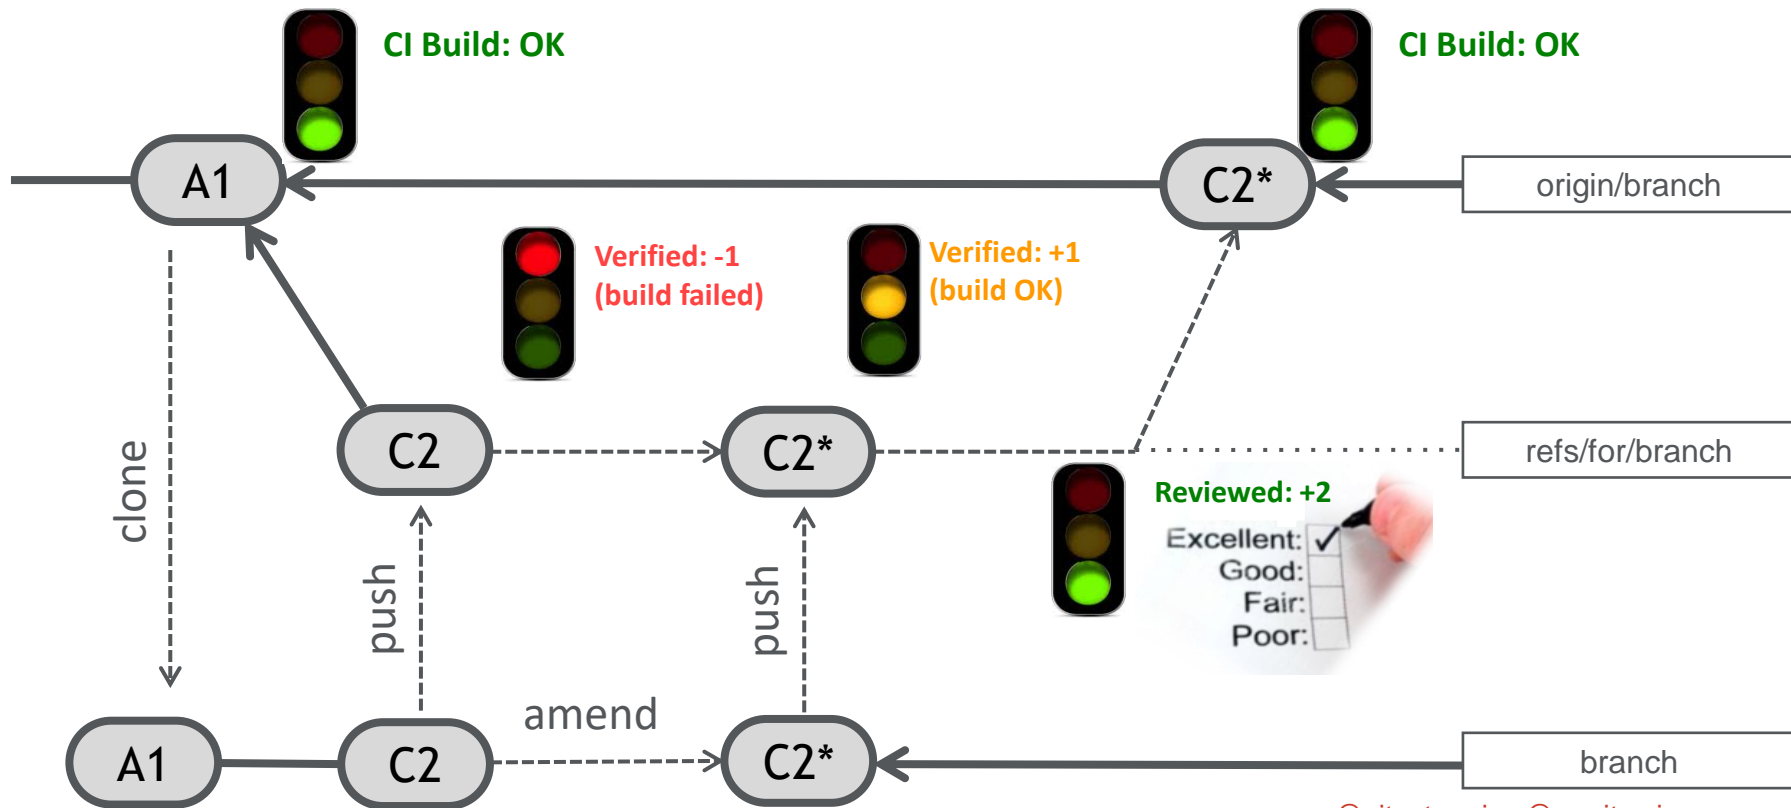 CI Build: OK
CI Build: OK
A1
C2*
origin/branch
Verified: -1
(build failed)
Verified: +1
(build OK)
clone
C2
C2*
refs/for/branch
Reviewed: +2
Excellent:
Good:
Fair:
Poor:
push
push
amend
A1
C2
C2*
branch